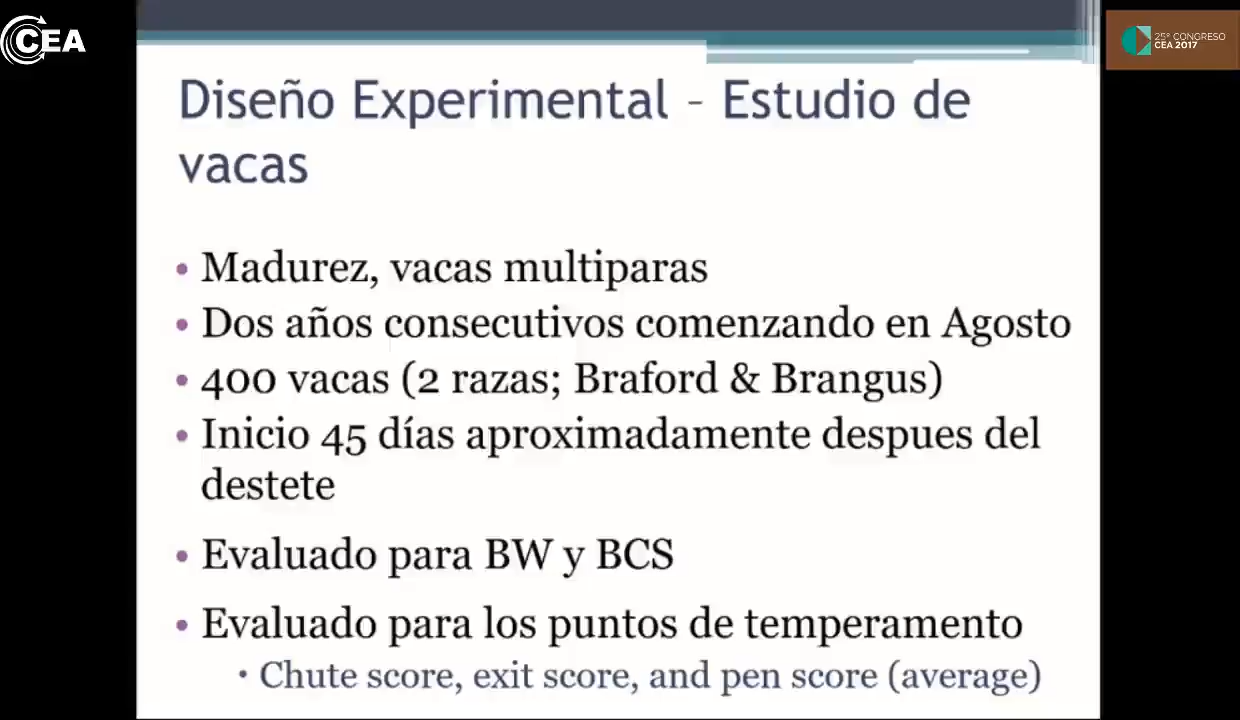 CEA
25º CONGRESO
CEA 2017
Diseño Experimental – Estudio de
vacas
• Madurez, vacas multiparas
• Dos años consecutivos comenzando en Agosto
• 400 vacas (2 razas; Braford & Brangus)
• Inicio 45 días aproximadamente despues del
destete
• Evaluado para BW y BCS
• Evaluado para los puntos de temperamento
• Chute score, exit score, and pen score (average)